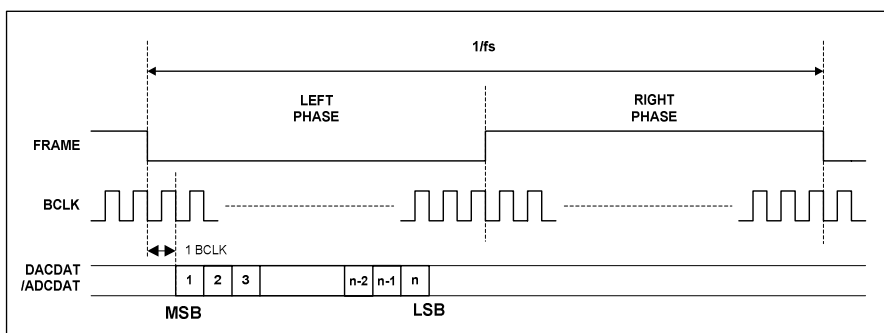 1/fs
LEFT
PHASE
RIGHT
PHASE
FRAME
BCLK
1 BCLK
DACDAT
/ADCDAT
1 2 3 n-2 n-1 n
MSB LSB